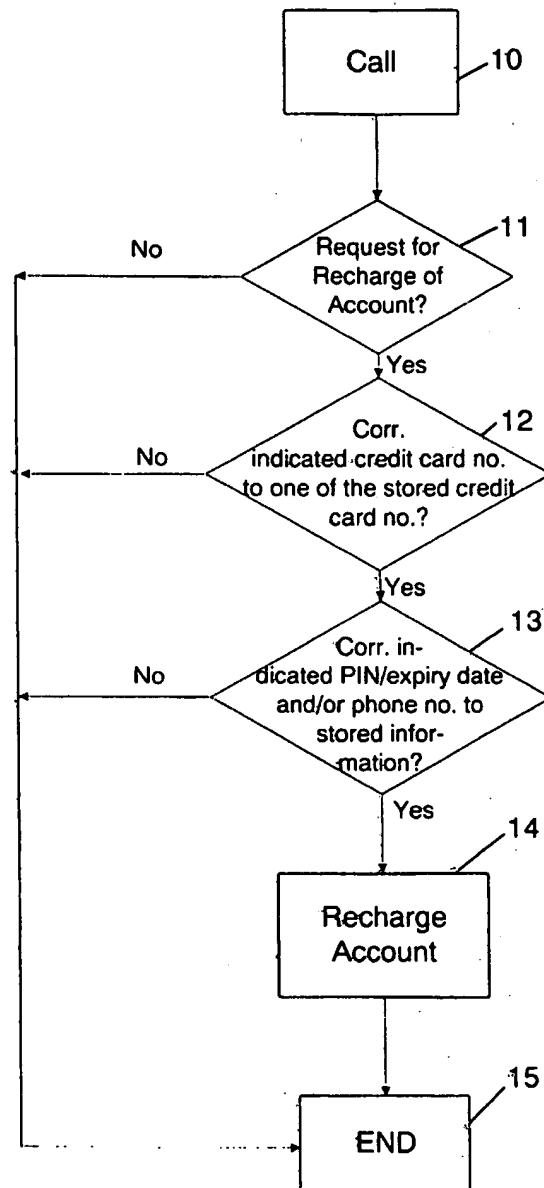 Call
10
11
No
Request for
Recharge of
Account?
Yes
12
Corr.
No
indicated credit card no.
to one of the stored credit
card no.?
Yes
13
Corr. in-
No
dicated PIN/expiry date
and/or phone no. to
stored infor-
mation?
Yes
14
Recharge
Account
15
END